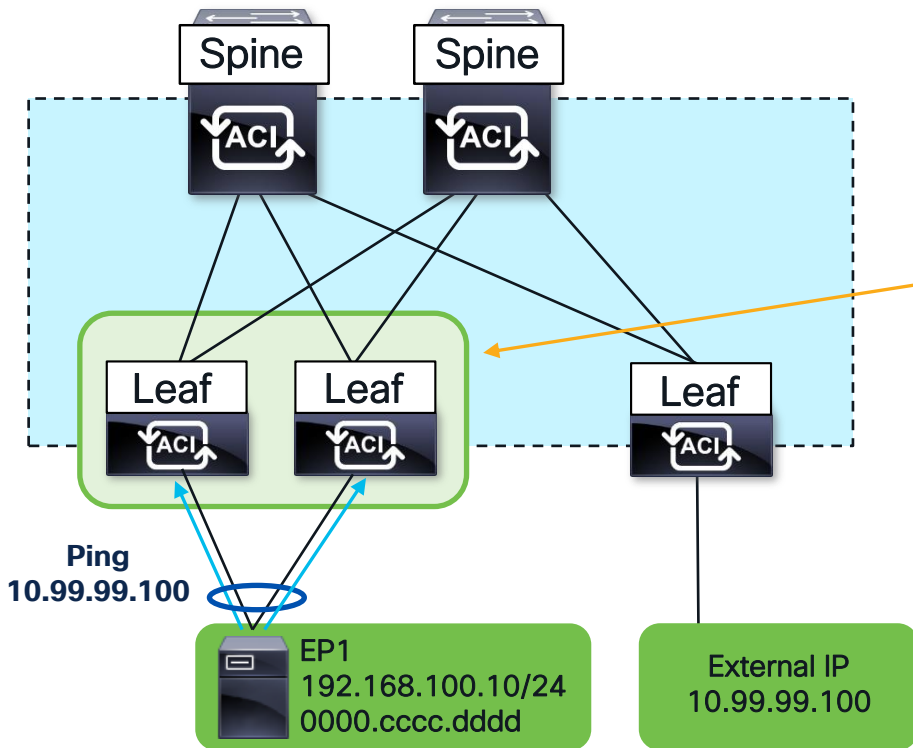 Spine
Spine
ACI
ACI
Leaf
Leaf
Leaf
ACI
ACI
ACI
Ping
10.99.99.100
EP1
192.168.100.10/24
0000.cccc.dddd
External IP
10.99.99.100